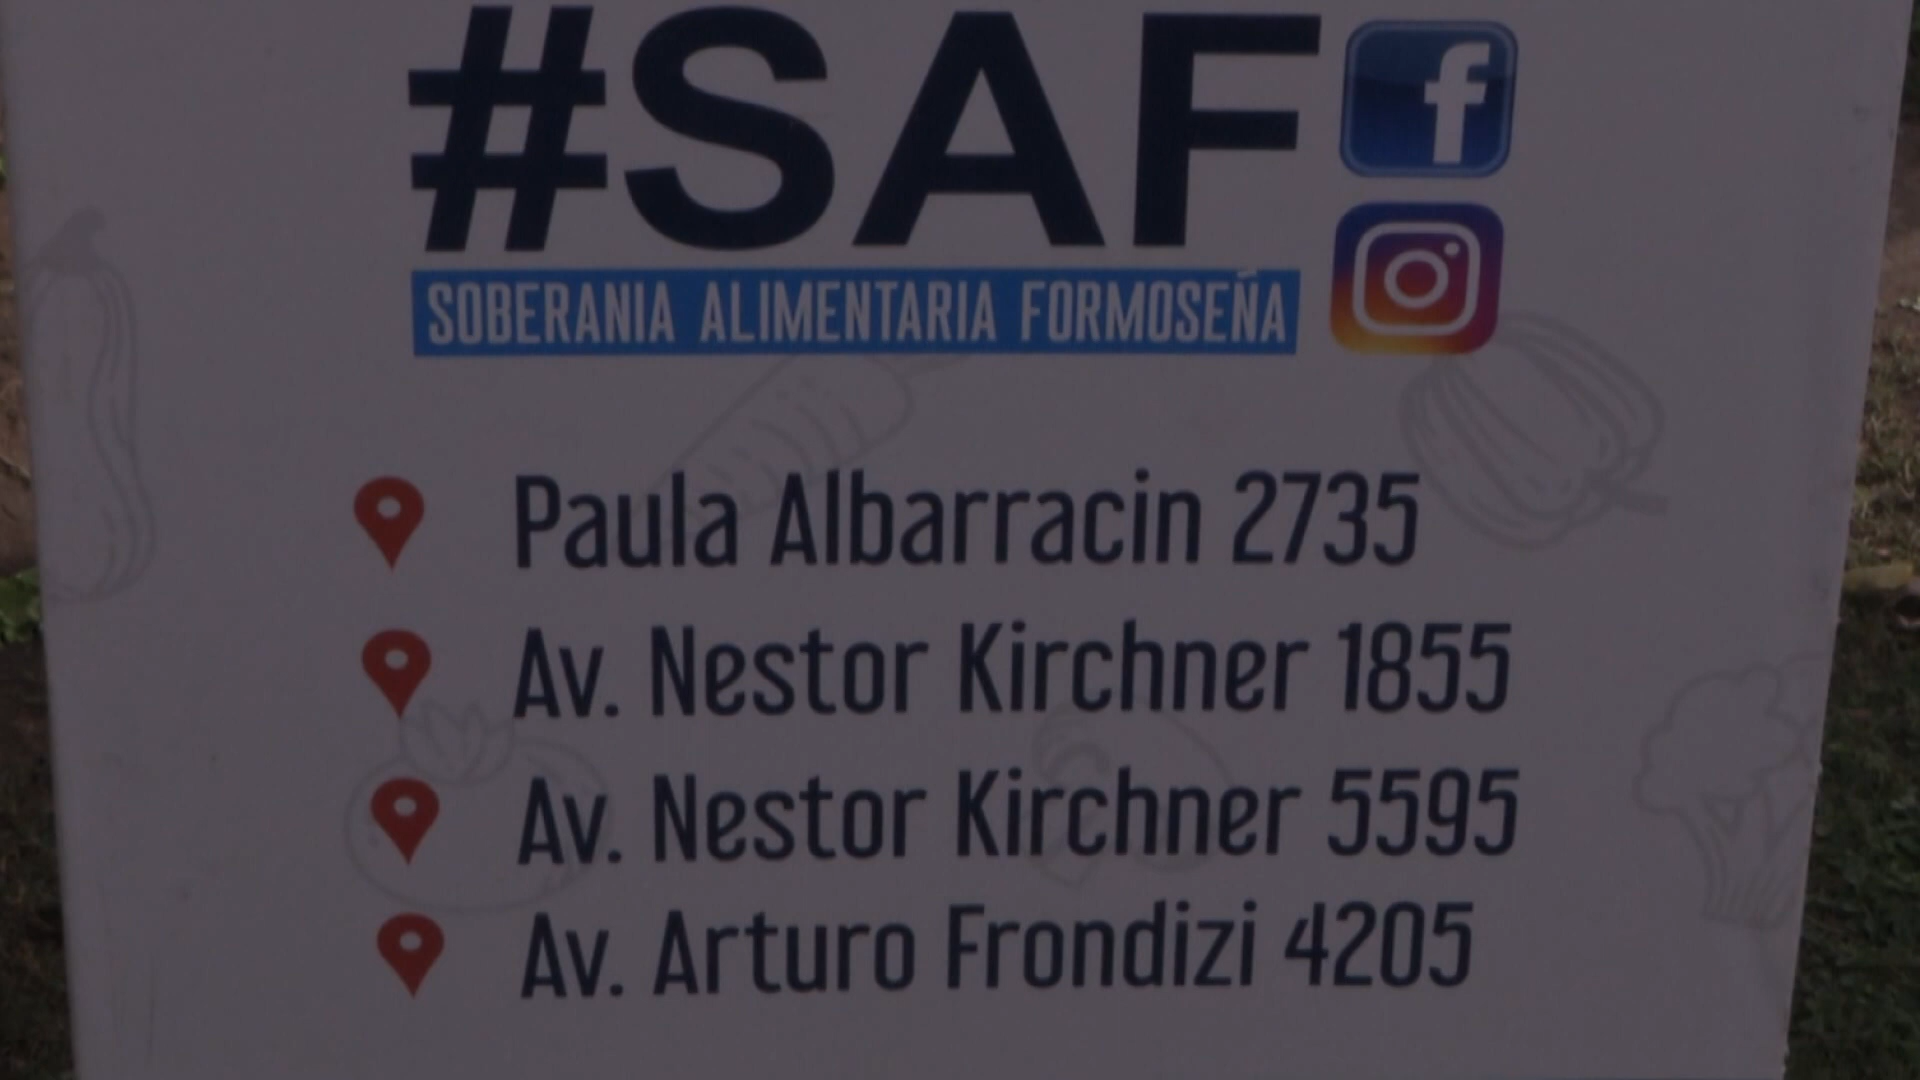 #SAF
SOBERANIA ALIMENTARIA FORMOSEÑA
Paula Albarracin 2735
Av. Nestor Kirchner 1855
Av. Nestor Kirchner 5595
Av. Arturo Frondizi 4205